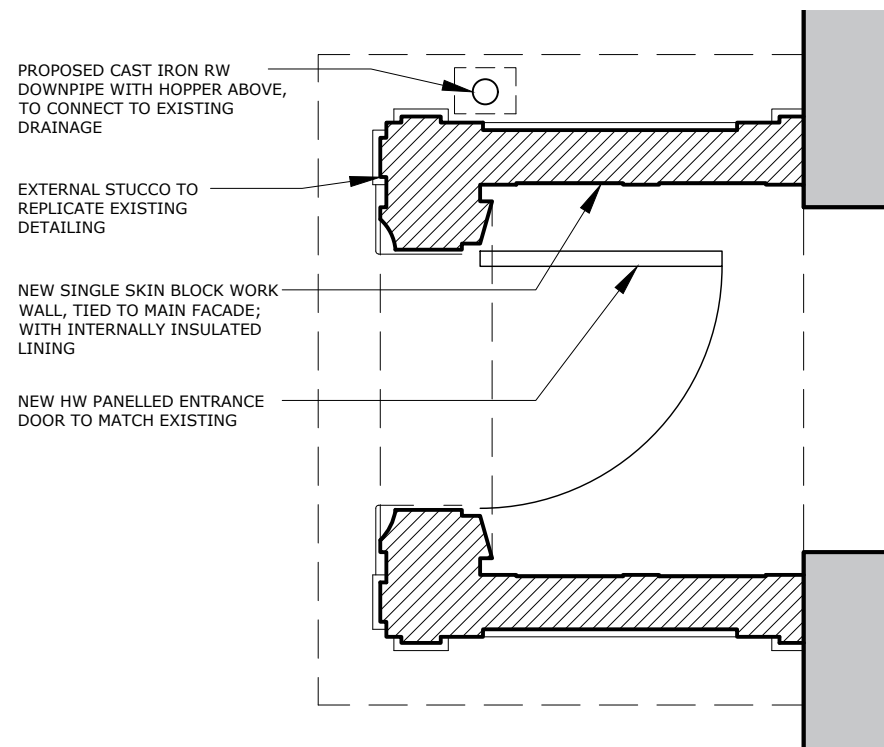 PROPOSED CAST IRON RW
DOWNPIPE WITH HOPPER ABOVE,
TO CONNECT TO EXISTING
DRAINAGE
EXTERNAL STUCCO TO
REPLICATE EXISTING
DETAILING
NEW SINGLE SKIN BLOCK WORK
WALL, TIED TO MAIN FACADE;
WITH INTERNALLY INSULATED
LINING
NEW HW PANELLED ENTRANCE
DOOR TO MATCH EXISTING